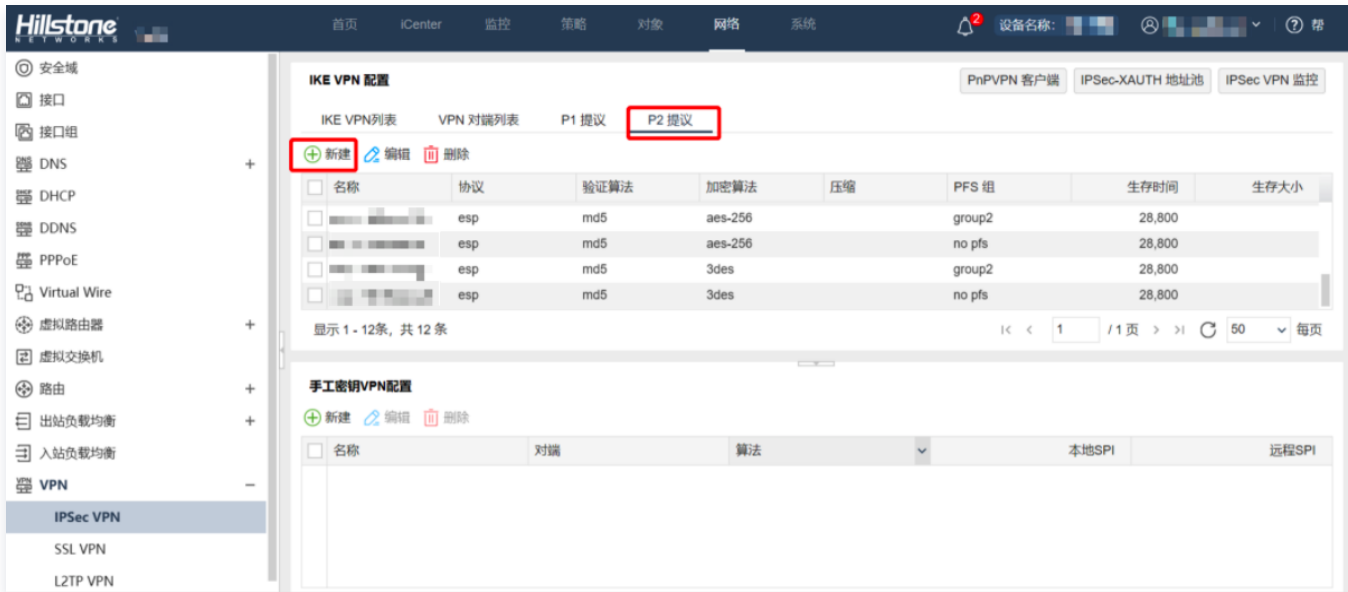 Hillstone 首页 iCenter 监控 策略 对象 网络 系统 2 设备名称: 帮
NETWORKS
安全域
接口
接口组
DNS +
DHCP
DDNS
PPPoE
Virtual Wire
虚拟路由器 +
虚拟交换机
路由 +
出站负载均衡 +
入站负载均衡
VPN −
IPSec VPN
SSL VPN
L2TP VPN
IKE VPN 配置 PnPVPN 客户端 IPSec-XAUTH 地址池 IPSec VPN 监控
IKE VPN列表 VPN 对端列表 P1 提议 P2 提议
新建 编辑 删除
名称 协议 验证算法 加密算法 压缩 PFS 组 生存时间 生存大小
esp md5 aes-256 group2 28,800
esp md5 aes-256 no pfs 28,800
esp md5 3des group2 28,800
esp md5 3des no pfs 28,800
显示 1 - 12条, 共 12 条 1 / 1 页 50 每页
手工密钥VPN配置
新建 编辑 删除
名称 对端 算法 本地SPI 远程SPI